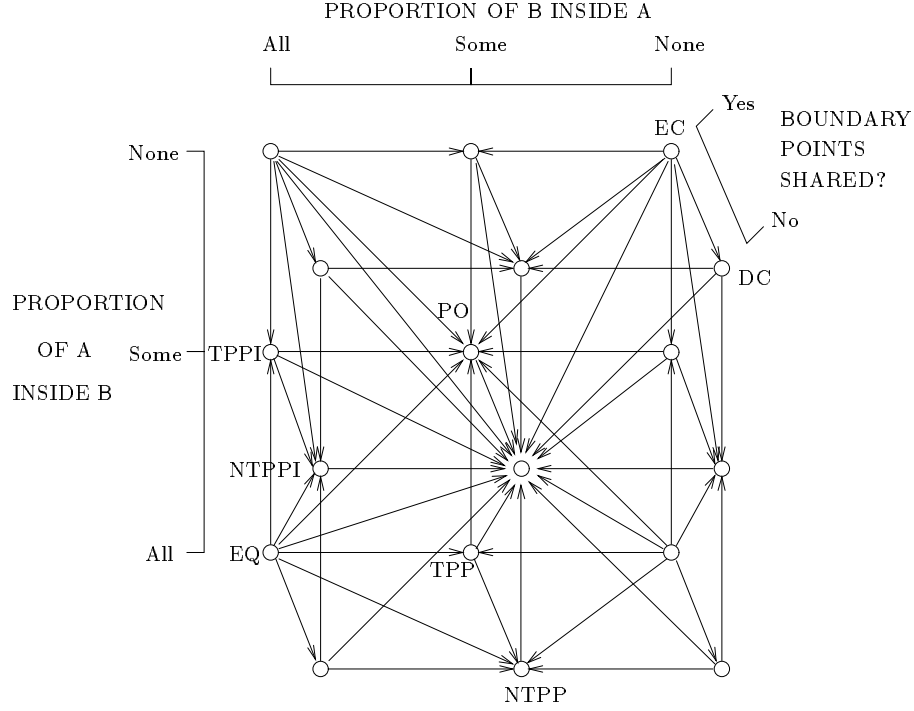 PROPORTION OF B INSIDE A
All Some None
Yes
EC
BOUNDARY
POINTS
SHARED?
None
No
DC
PROPORTION
PO
OF A
Some
TPPI
INSIDE B
NTPPI
All
EQ
TPP
NTPP